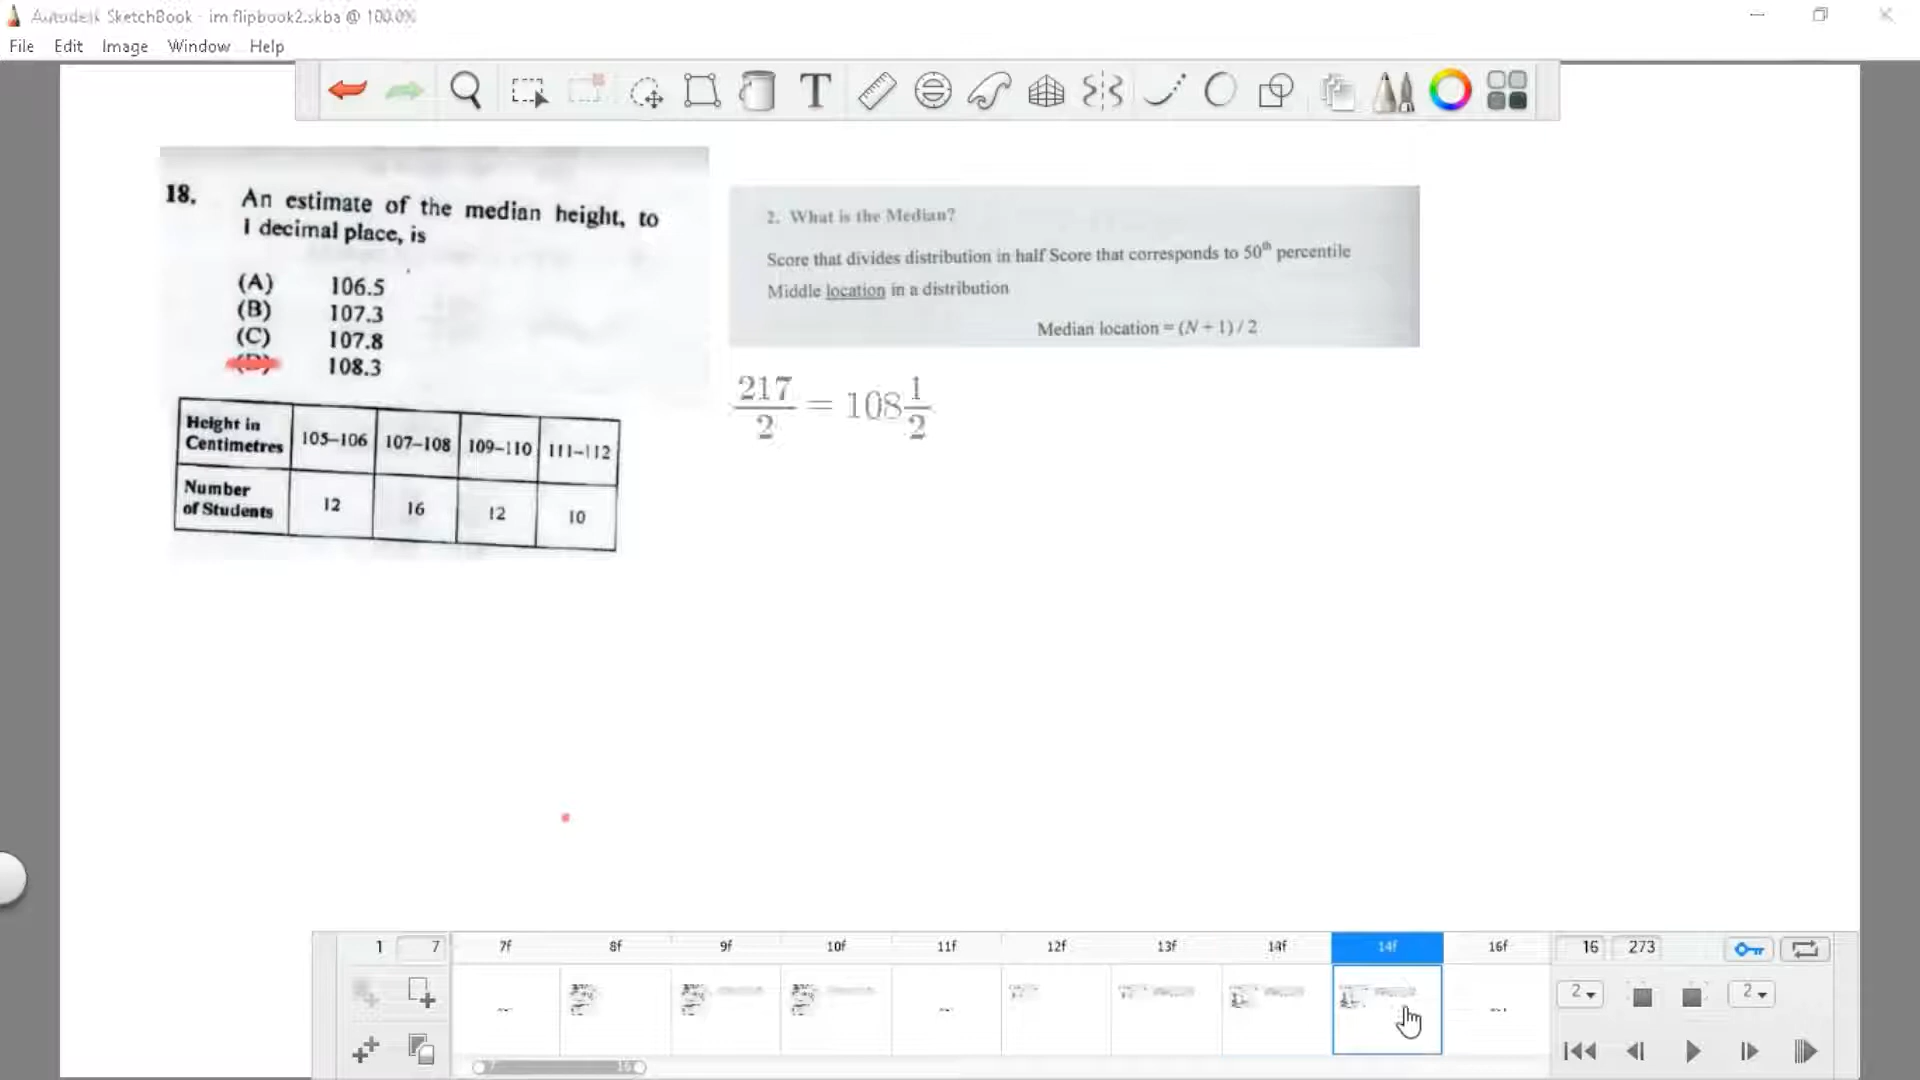 Autodesk SketchBook - im flipbook2.skba @ 100.0%
File Edit Image Window Help
18. An estimate of the median height, to
1 decimal place, is
(A) 106.5
(B) 107.3
(C) 107.8
(D) 108.3
Height in Centimetres 105–106 107–108 109–110 111–112
Number of Students 12 16 12 10
2. What is the Median?
Score that divides distribution in half Score that corresponds to 50th percentile
Middle location in a distribution
Median location = (N + 1) / 2
217/2 = 108 1/2
1 7 7f 8f 9f 10f 11f 12f 13f 14f 14f 16f 16 273
2 2
7 16